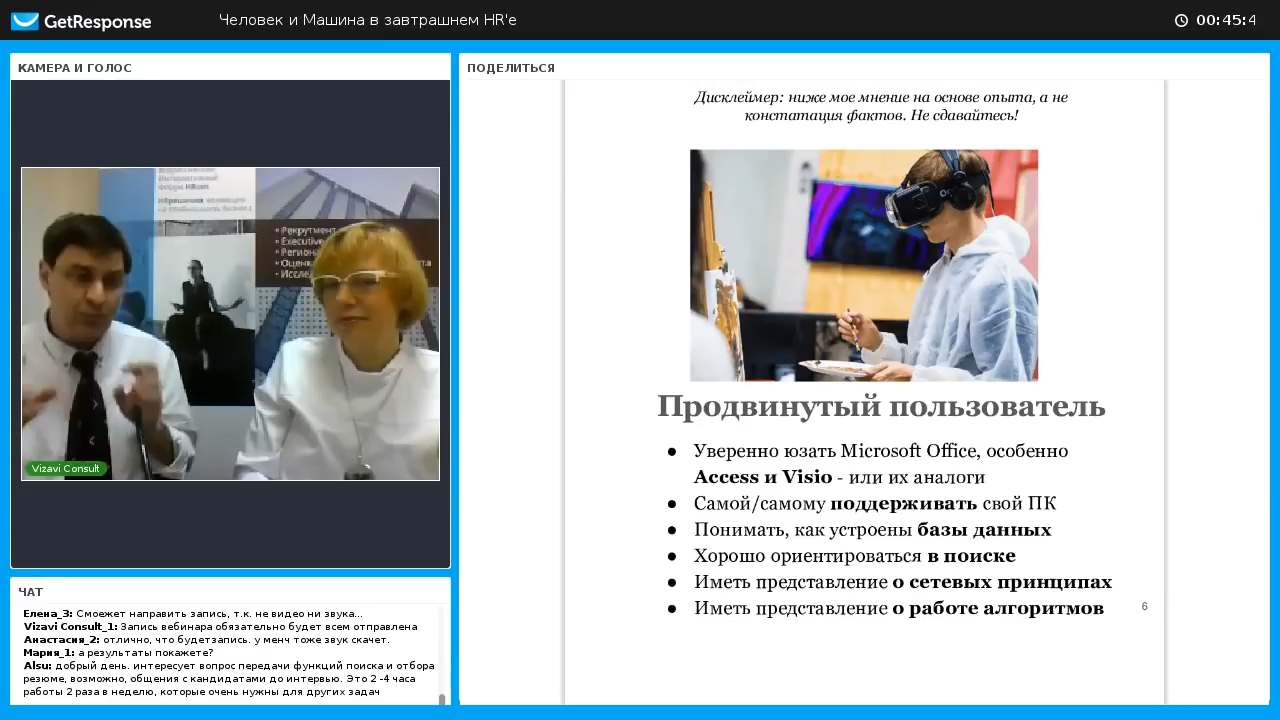 GetResponse
Человек и Машина в завтрашнем HR'е
00:45:4
КАМЕРА И ГОЛОС
форум HRизм
• Рекрутмент
• Executive
Vizavi Consult
ЧАТ
Елена_3: Смоежет направить запись, т.к. не видео ни звука...
Vizavi Consult_1: Запись вебинара обязательно будет всем отправлена
Анастасия_2: отлично, что будетзапись. у менч тоже звук скачет.
Мария_1: а результаты покажете?
Alsu: добрый день. интересует вопрос передачи функций поиска и отбора
резюме, возможно, общения с кандидатами до интервью. Это 2 -4 часа
работы 2 раза в неделю, которые очень нужны для других задач
ПОДЕЛИТЬСЯ
Дисклеймер: ниже мое мнение на основе опыта, а не
констатация фактов. Не сдавайтесь!
Продвинутый пользователь
● Уверенно юзать Microsoft Office, особенно
Access и Visio - или их аналоги
● Самой/самому поддерживать свой ПК
● Понимать, как устроены базы данных
● Хорошо ориентироваться в поиске
● Иметь представление о сетевых принципах
● Иметь представление о работе алгоритмов
6